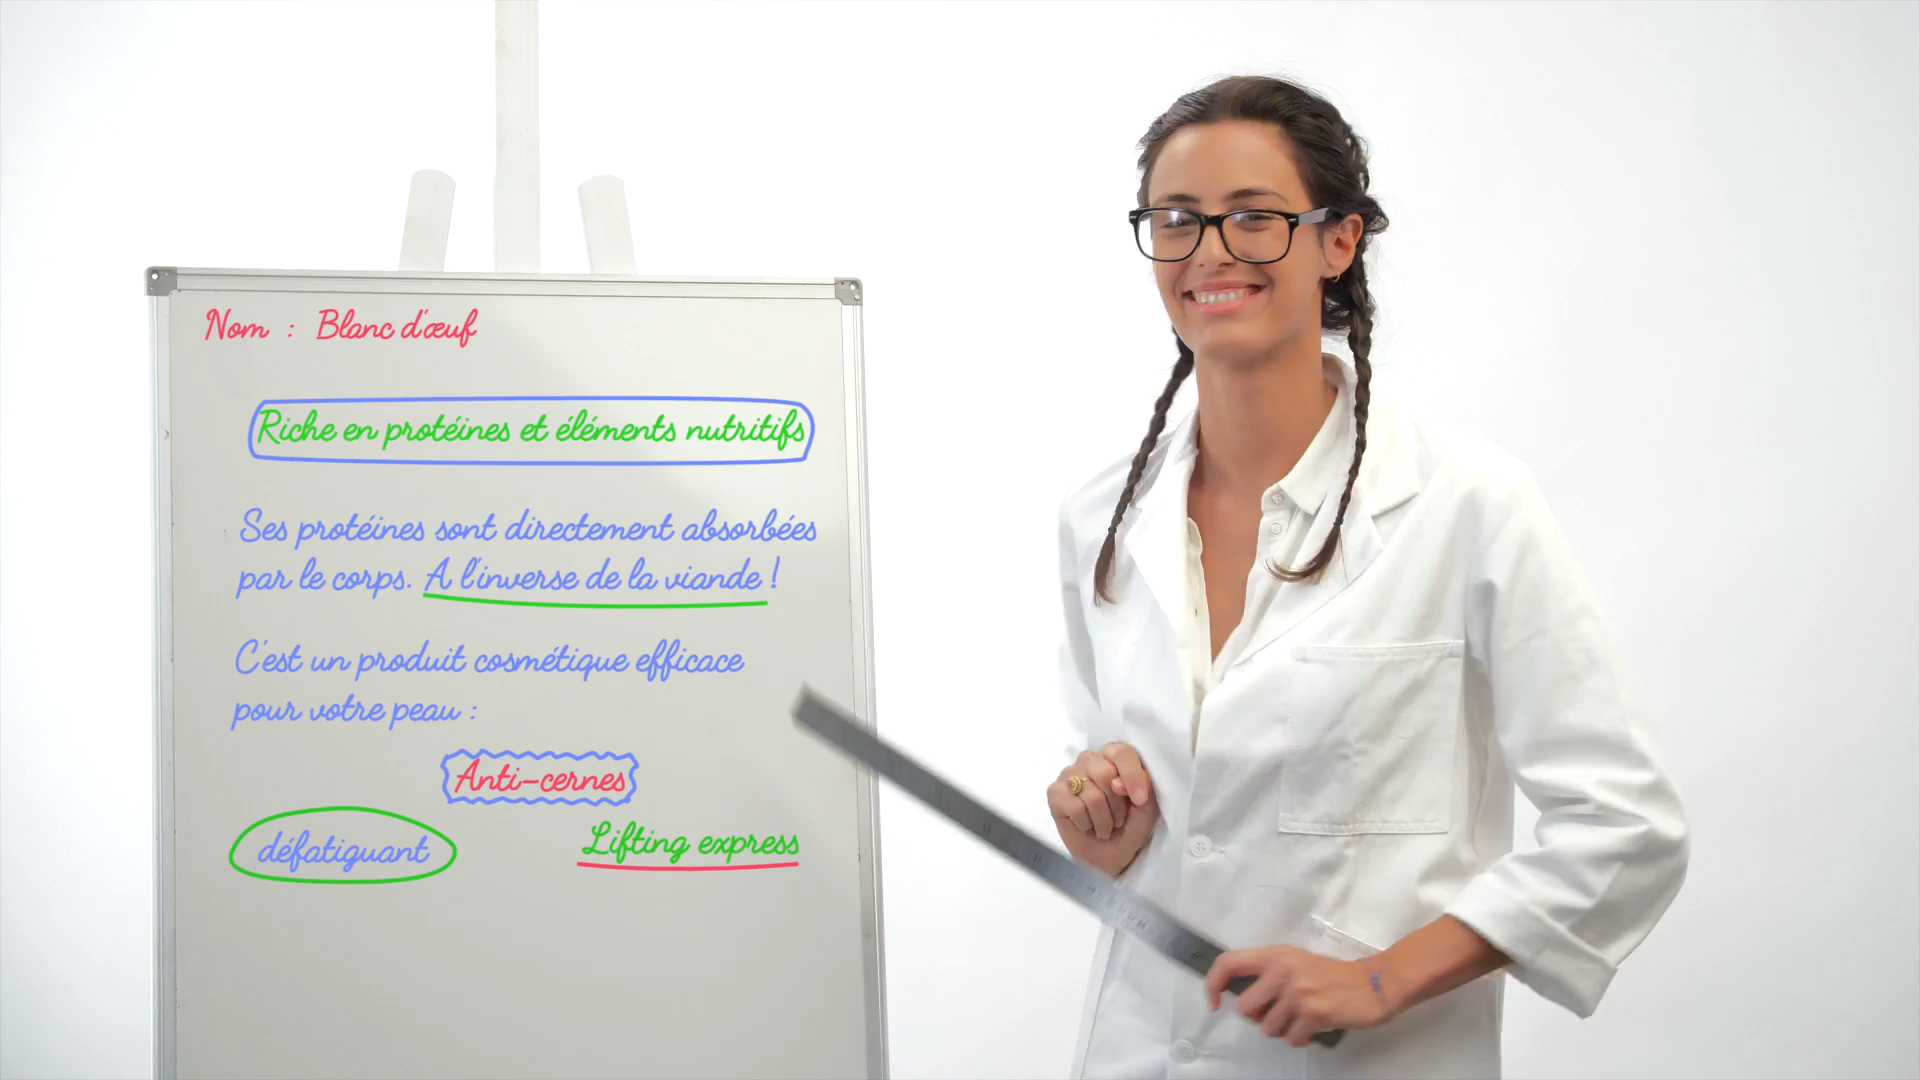 Nom : Blanc d'œuf
Riche en protéines et éléments nutritifs
Ses protéines sont directement absorbées
par le corps. A l'inverse de la viande !
C'est un produit cosmétique efficace
pour votre peau :
Anti-cernes
défatiguant
Lifting express